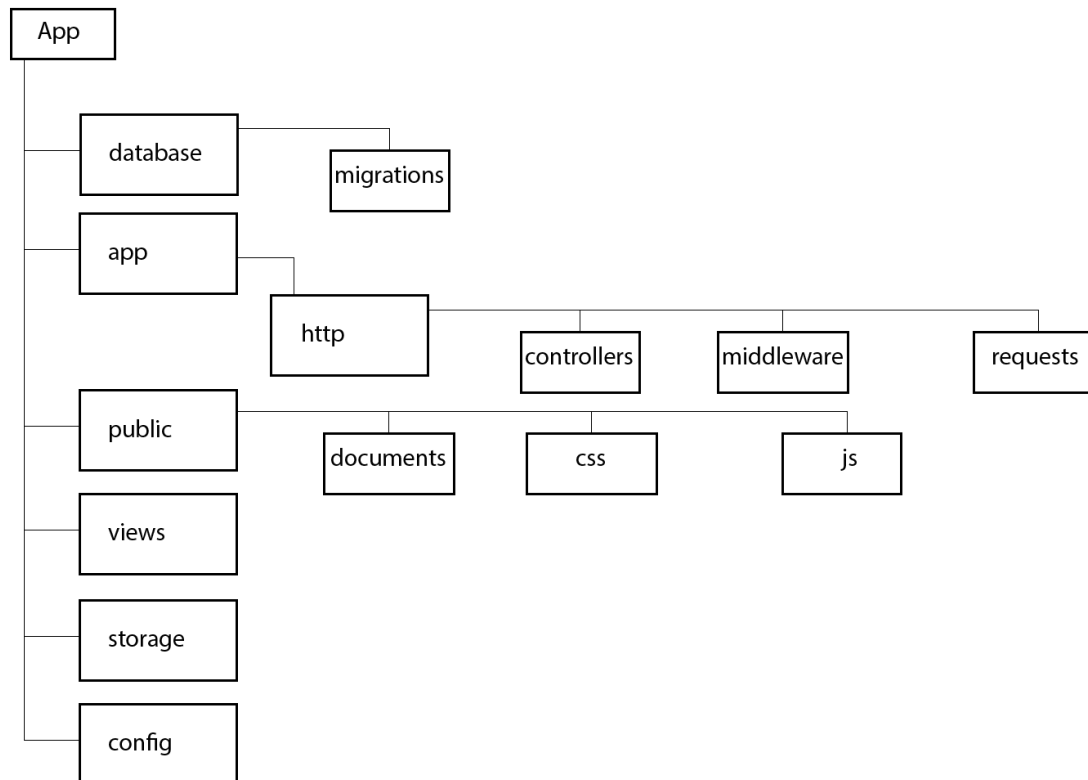 App
database
migrations
app
http
controllers
middleware
requests
public
documents
css
js
views
storage
config